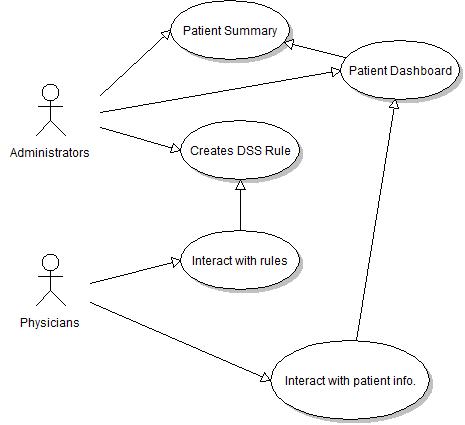 Patient Summary
Patient Dashboard
Administrators
Creates DSS Rule
Interact with rules
Physicians
Interact with patient info.